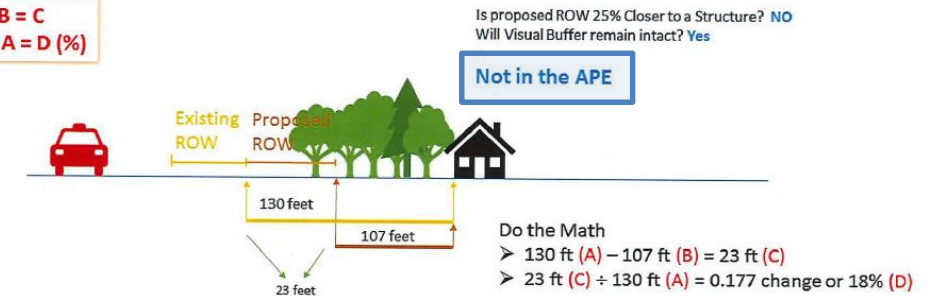 B = C
A = D (%)
Is proposed ROW 25% Closer to a Structure? NO
Will Visual Buffer remain intact? Yes
Not in the APE
Existing ROW
Proposed ROW
130 feet
107 feet
23 feet
Do the Math
➢ 130 ft (A) – 107 ft (B) = 23 ft (C)
➢ 23 ft (C) ÷ 130 ft (A) = 0.177 change or 18% (D)